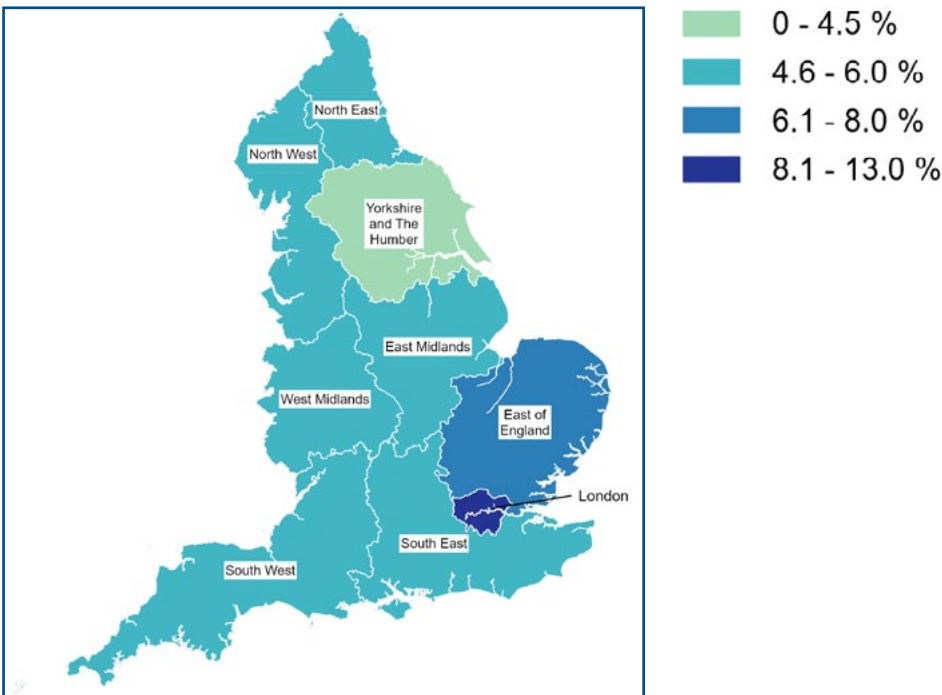 0 - 4.5 %
4.6 - 6.0 %
6.1 - 8.0 %
8.1 - 13.0 %
North East
North West
Yorkshire
and The
Humber
East Midlands
West Midlands
East of
England
London
South East
South West